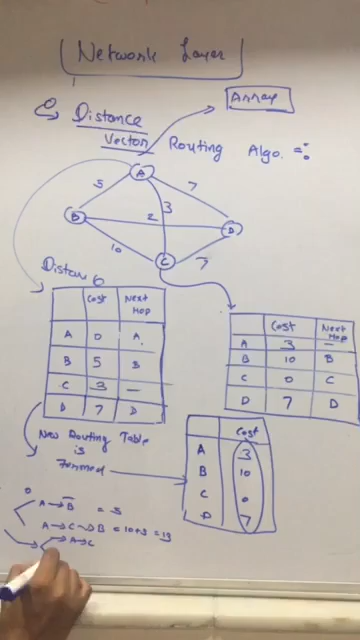 Network Layer
Array
Distance
Vector Routing Algo. =:
A
5
7
3
B
2
D
10
C
7
Distan
Cost Next Hop
A 0 A
B 5 B
C 3 —
D 7 D
Cost Next Hop
A 3 —
B 10 B
C 0 C
D 7 D
New Routing Table
is
Formed
Cost
A 3
B 10
C 0
D 7
A → B = 5
A → C → B = 10+3 = 13
→ A → C